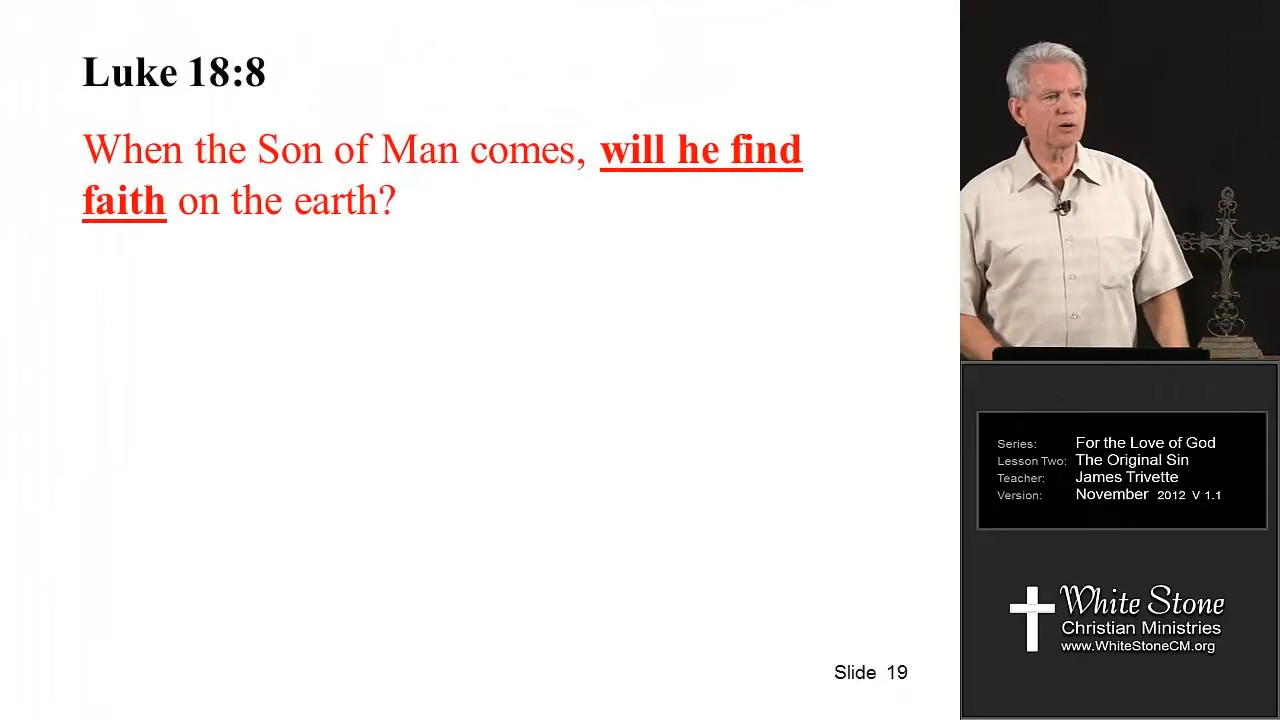 Luke 18:8
When the Son of Man comes, will he find
faith on the earth?
Slide 19
Series: For the Love of God
Lesson Two: The Original Sin
Teacher: James Trivette
Version: November 2012 V 1.1
White Stone
Christian Ministries
www.WhiteStoneCM.org